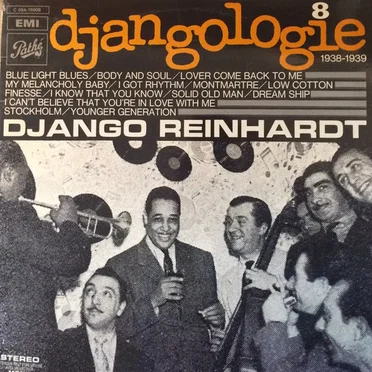 C 054-16008
EMI
Pathé
djangologie 8
1938-1939
BLUE LIGHT BLUES/BODY AND SOUL/LOVER COME BACK TO ME/
MY MELANCHOLY BABY/I GOT RHYTHM/MONTMARTRE/LOW COTTON
FINESSE/I KNOW THAT YOU KNOW/SOLID OLD MAN/DREAM SHIP
I CAN'T BELIEVE THAT YOU'RE IN LOVE WITH ME
STOCKHOLM/YOUNGER GENERATION
DJANGO REINHARDT
STEREO